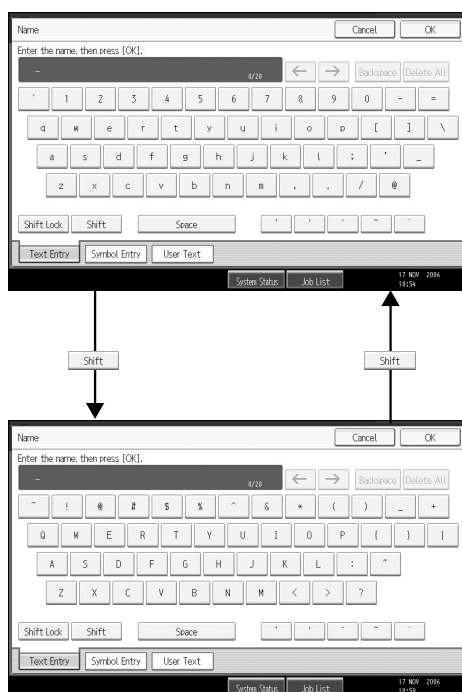 Name Cancel OK
Enter the name, then press [OK].
_ 0/20 ← → Backspace Delete All
` 1 2 3 4 5 6 7 8 9 0 - =
q w e r t y u i o p [ ] \
a s d f g h j k l ; ' _
z x c v b n m , . / @
Shift Lock Shift Space
Text Entry Symbol Entry User Text
System Status Job List 17 NOV 2006
10:54
Shift Shift
Name Cancel OK
Enter the name, then press [OK].
_ 0/20 ← → Backspace Delete All
~ ! @ # $ % ^ & * ( ) _ +
Q W E R T Y U I O P { } |
A S D F G H J K L : "
Z X C V B N M < > ?
Shift Lock Shift Space
Text Entry Symbol Entry User Text
System Status Job List 17 NOV 2006
10:58